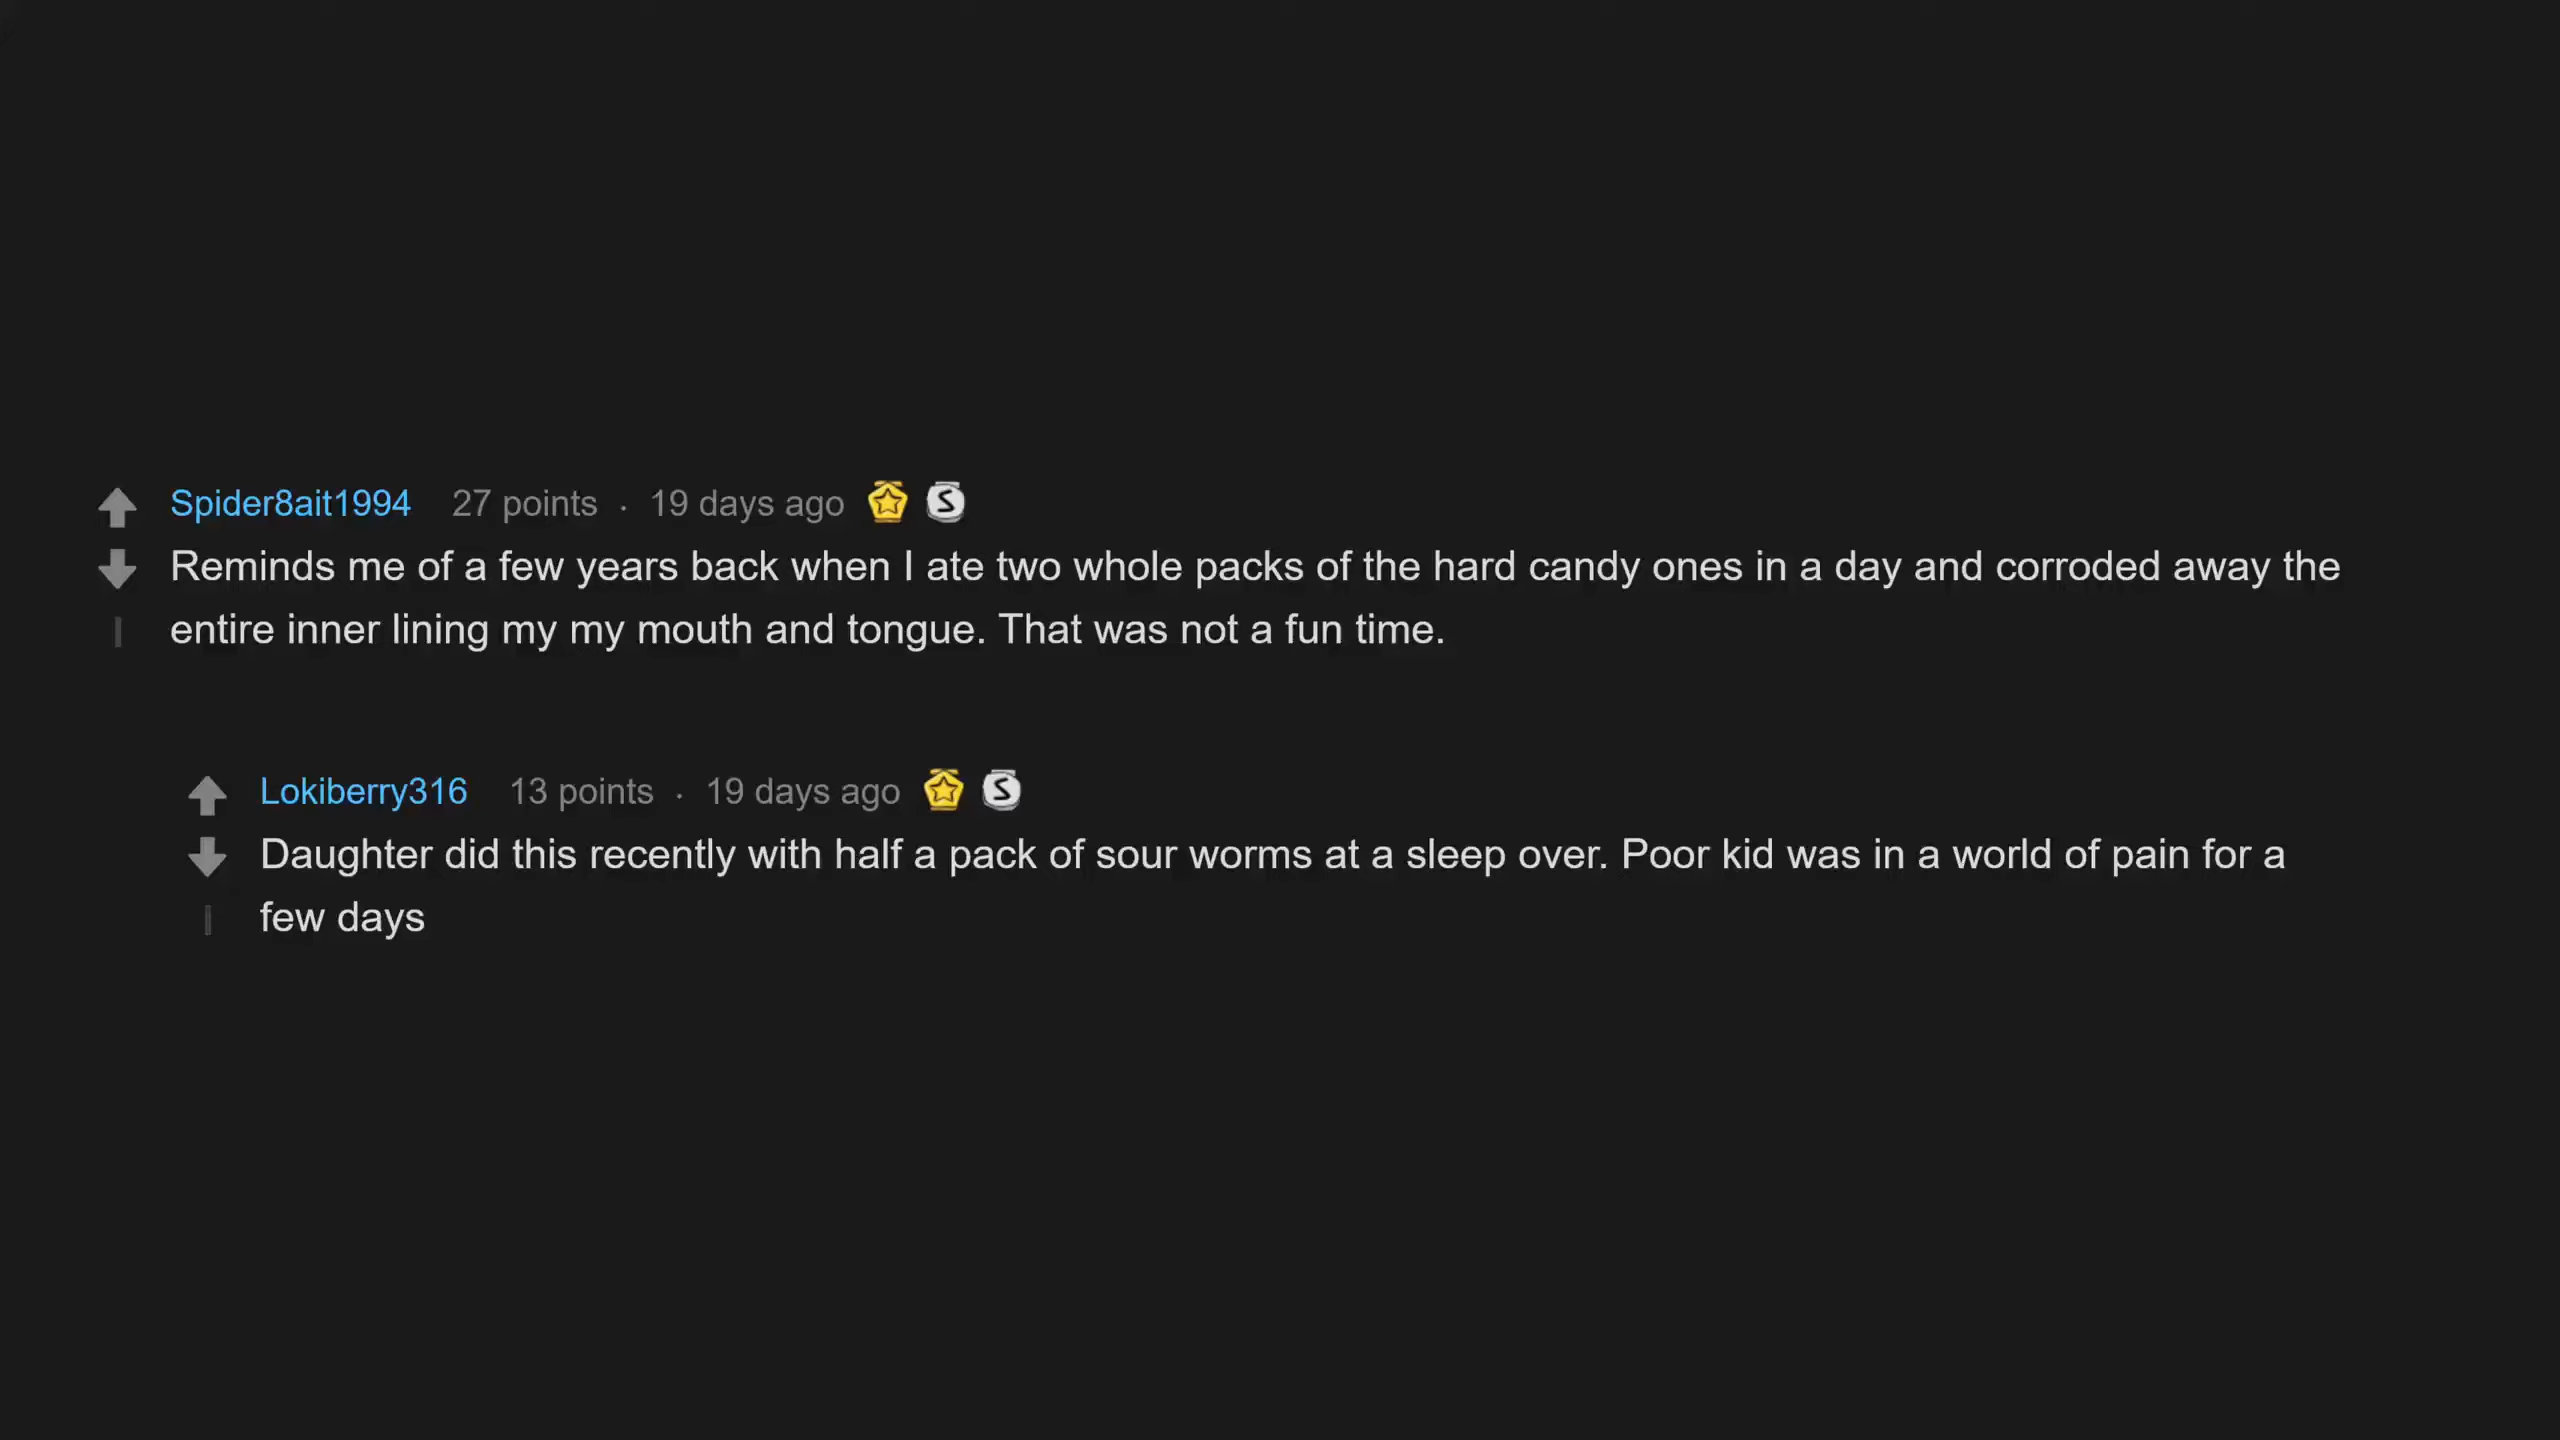 Spider8ait1994 27 points · 19 days ago S
Reminds me of a few years back when I ate two whole packs of the hard candy ones in a day and corroded away the
entire inner lining my my mouth and tongue. That was not a fun time.
Lokiberry316 13 points · 19 days ago S
Daughter did this recently with half a pack of sour worms at a sleep over. Poor kid was in a world of pain for a
few days